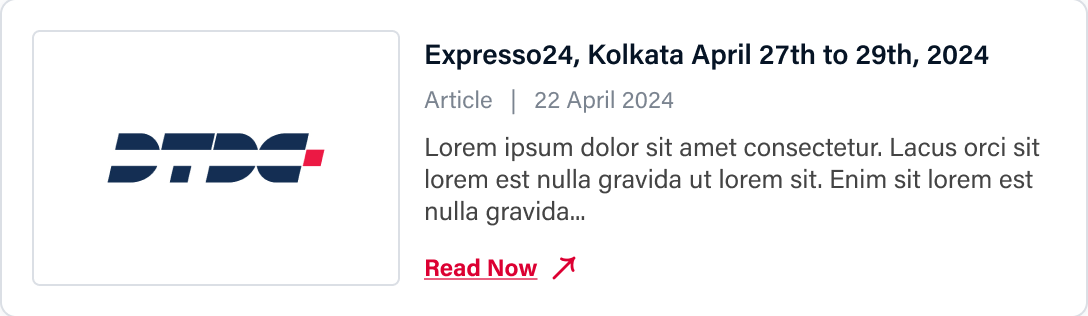 DTDC
Expresso24, Kolkata April 27th to 29th, 2024
Article | 22 April 2024
Lorem ipsum dolor sit amet consectetur. Lacus orci sit
lorem est nulla gravida ut lorem sit. Enim sit lorem est
nulla gravida...
Read Now